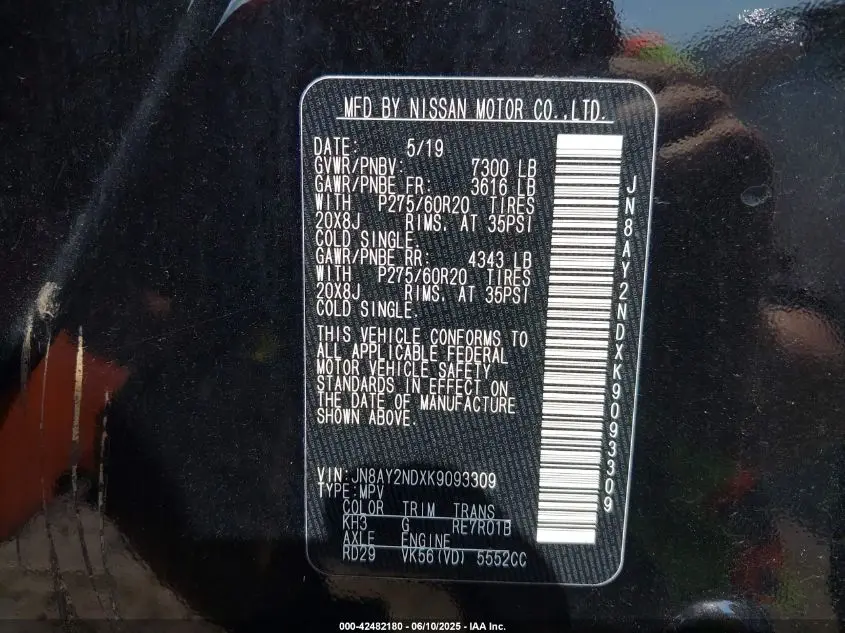 MFD BY NISSAN MOTOR CO.,LTD.
DATE: 5/19
GVWR/PNBV: 7300 LB
GAWR/PNBE FR: 3616 LB
WITH P275/60R20 TIRES
20X8J RIMS. AT 35PSI
COLD SINGLE.
GAWR/PNBE RR: 4343 LB
WITH P275/60R20 TIRES
20X8J RIMS. AT 35PSI
COLD SINGLE.
THIS VEHICLE CONFORMS TO
ALL APPLICABLE FEDERAL
MOTOR VEHICLE SAFETY
STANDARDS IN EFFECT ON
THE DATE OF MANUFACTURE
SHOWN ABOVE.
VIN:JN8AY2NDXK9093309
TYPE:MPV
COLOR TRIM TRANS
KH3 G RE7R01B
AXLE ENGINE
RD29 VK56(VD) 5552CC
JN8AY2NDXK9093309
000-42482180 - 06/10/2025 - IAA Inc.